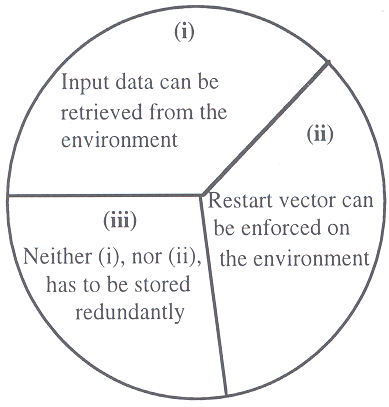 (i)
Input data can be
retrieved from the
environment
(ii)
Restart vector can
be enforced on
the environment
(iii)
Neither (i), nor (ii),
has to be stored
redundantly